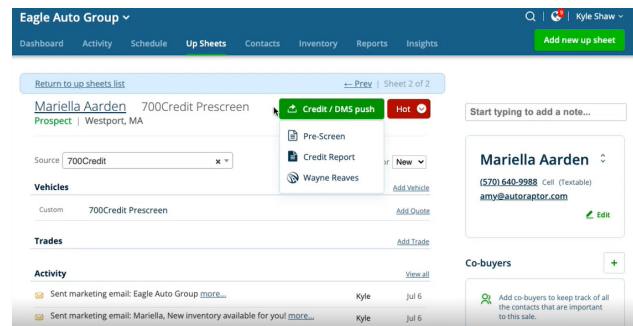 Eagle Auto Group
Kyle Shaw
Dashboard Activity Schedule Up Sheets Contacts Inventory Reports Insights
Add new up sheet
Return to up sheets list
← Prev | Sheet 2 of 2
Mariella Aarden 700Credit Prescreen
Credit / DMS push
Hot
Prospect | Westport, MA
Pre-Screen
Credit Report
Wayne Reaves
Source 700Credit x
or New
Vehicles Add Vehicle
Custom 700Credit Prescreen Add Quote
Trades Add Trade
Activity View all
Sent marketing email: Eagle Auto Group more... Kyle Jul 6
Sent marketing email: Mariella, New inventory available for you! more... Kyle Jul 6
Start typing to add a note...
Mariella Aarden
(570) 640-9988 Cell (Textable)
amy@autoraptor.com
Edit
Co-buyers +
Add co-buyers to keep track of all
the contacts that are important
to this sale.